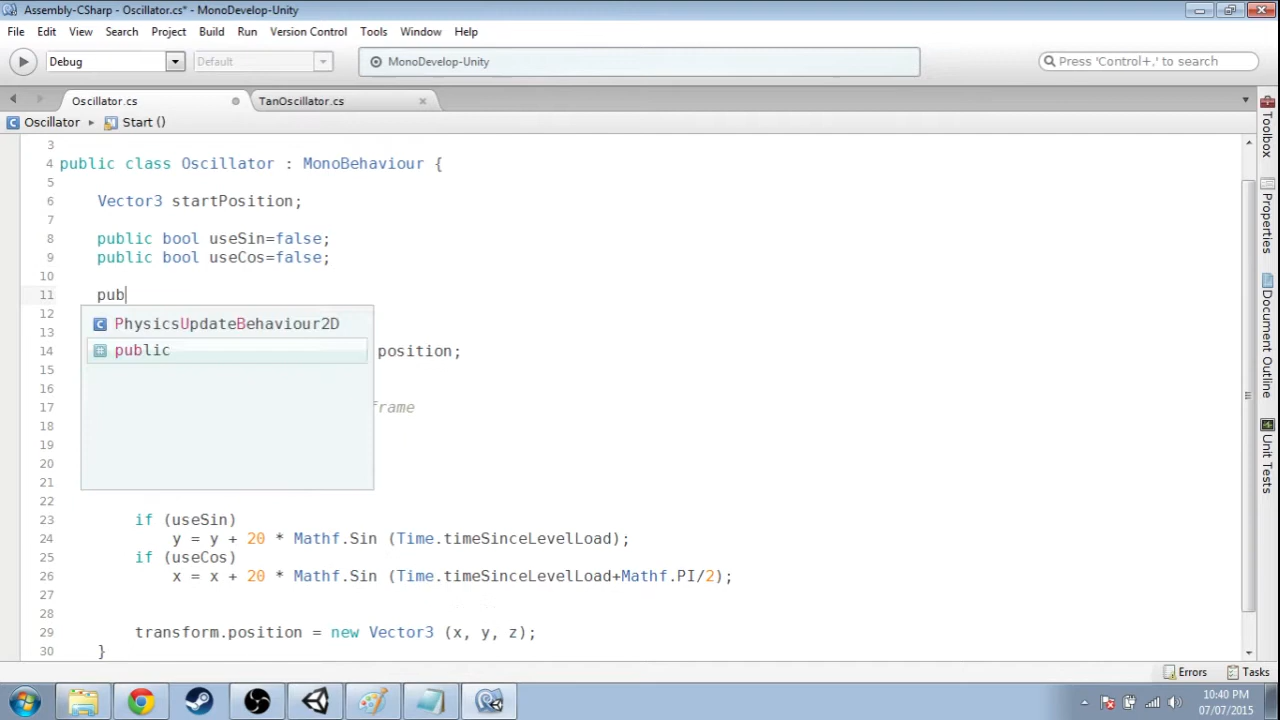 Assembly-CSharp - Oscillator.cs* - MonoDevelop-Unity
File Edit View Search Project Build Run Version Control Tools Window Help
Debug Default MonoDevelop-Unity Press 'Control+,' to search
Oscillator.cs TanOscillator.cs
Oscillator Start ()
3
4 public class Oscillator : MonoBehaviour {
5
6 Vector3 startPosition;
7
8 public bool useSin=false;
9 public bool useCos=false;
10
11 pub
12 PhysicsUpdateBehaviour2D
13 public
14 position;
15
16
17 frame
18
19
20
21
22
23 if (useSin)
24 y = y + 20 * Mathf.Sin (Time.timeSinceLevelLoad);
25 if (useCos)
26 x = x + 20 * Mathf.Sin (Time.timeSinceLevelLoad+Mathf.PI/2);
27
28
29 transform.position = new Vector3 (x, y, z);
30 }
Toolbox
Properties
Document Outline
Unit Tests
Errors Tasks
10:40 PM
07/07/2015